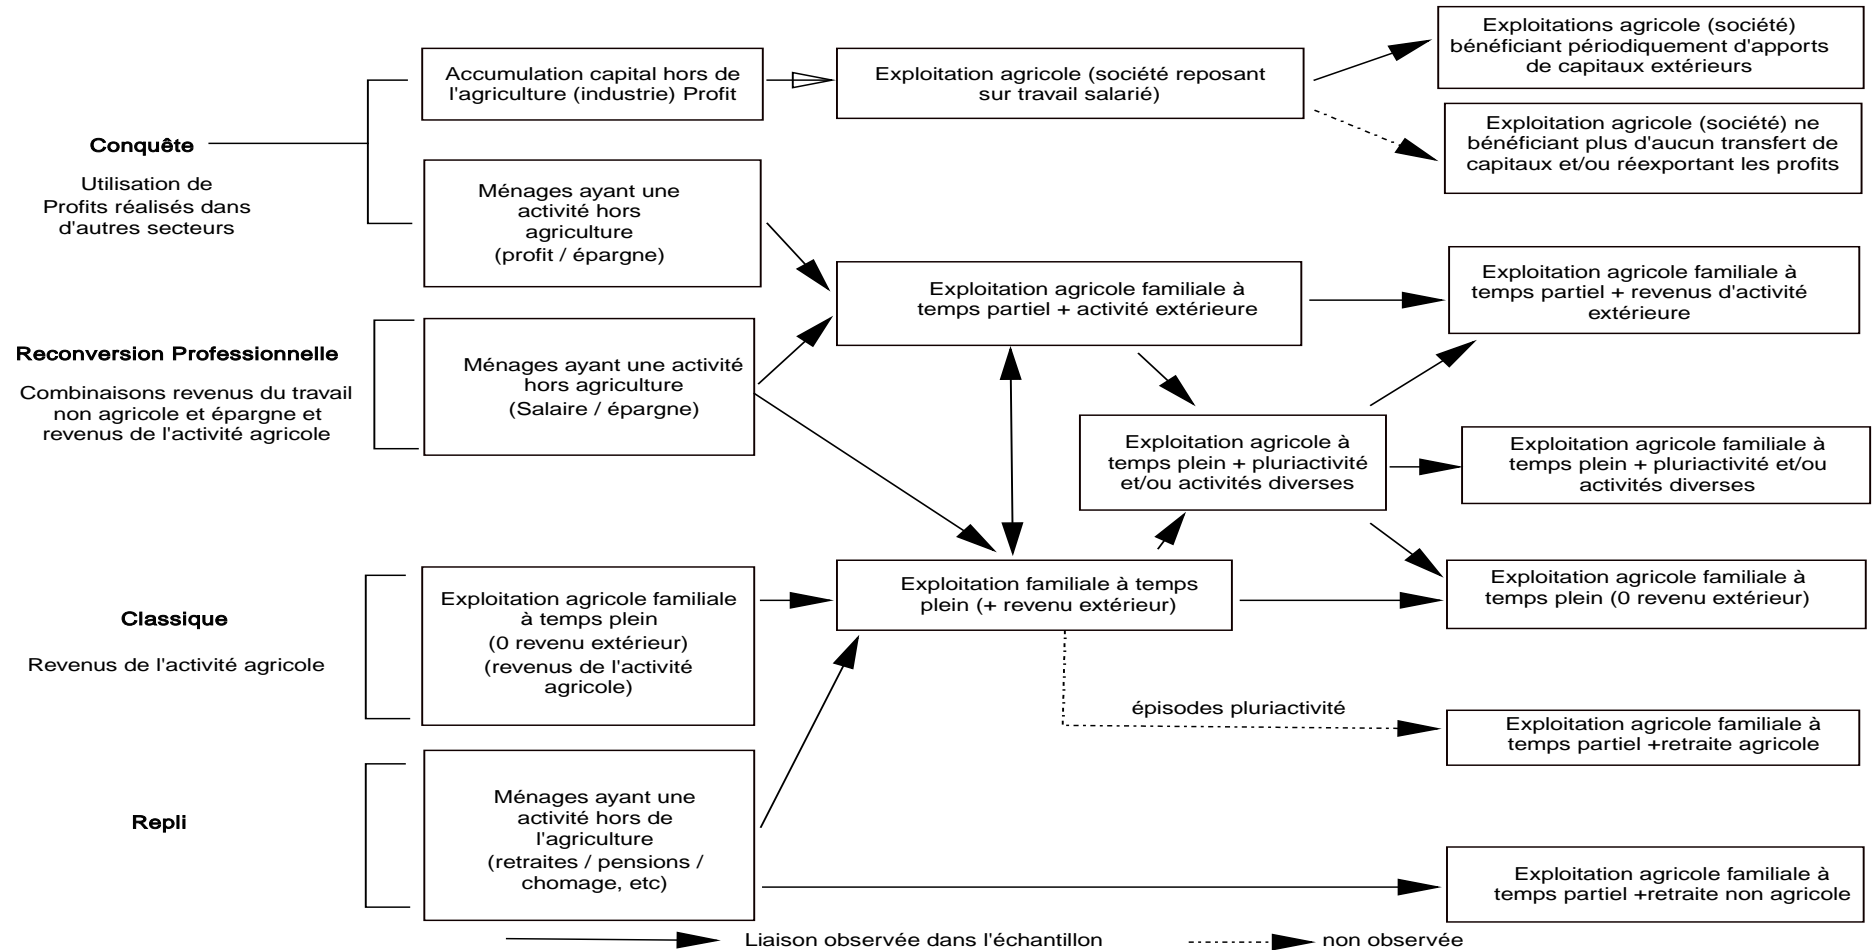 Conquête
Utilisation de
Profits réalisés dans
d'autres secteurs
Reconversion Professionnelle
Combinaisons revenus du travail
non agricole et épargne et
revenus de l'activité agricole
Classique
Revenus de l'activité agricole
Repli
Accumulation capital hors de
l'agriculture (industrie) Profit
Ménages ayant une
activité hors
agriculture
(profit / épargne)
Ménages ayant une activité
hors agriculture
(Salaire / épargne)
Exploitation agricole familiale
à temps plein
(0 revenu extérieur)
(revenus de l'activité
agricole)
Ménages ayant une
activité hors de
l'agriculture
(retraites / pensions /
chomage, etc)
Exploitation agricole (société reposant
sur travail salarié)
Exploitation agricole familiale à
temps partiel + activité extérieure
Exploitation agricole à
temps plein + pluriactivité
et/ou activités diverses
Exploitation familiale à temps
plein (+ revenu extérieur)
épisodes pluriactivité
Exploitations agricole (société)
bénéficiant périodiquement d'apports
de capitaux extérieurs
Exploitation agricole (société) ne
bénéficiant plus d'aucun transfert de
capitaux et/ou réexportant les profits
Exploitation agricole familiale à
temps partiel + revenus d'activité
extérieure
Exploitation agricole familiale à
temps plein + pluriactivité et/ou
activités diverses
Exploitation agricole familiale à
temps plein (0 revenu extérieur)
Exploitation agricole familiale à
temps partiel +retraite agricole
Exploitation agricole familiale à
temps partiel +retraite non agricole
Liaison observée dans l'échantillon
non observée